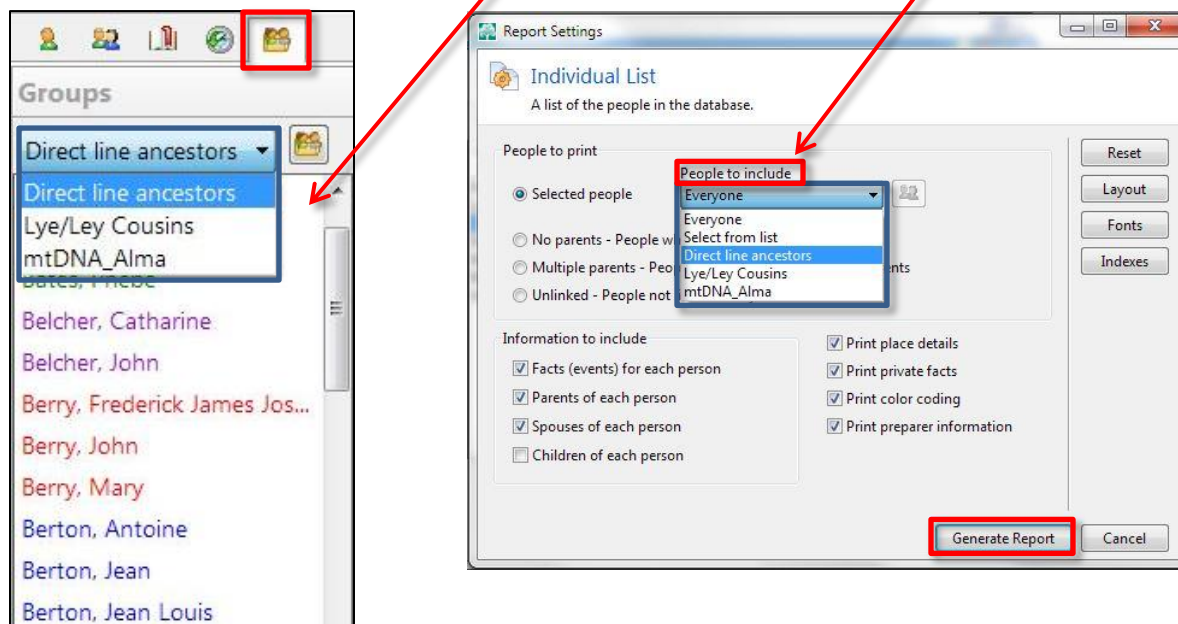 Groups
Direct line ancestors
Direct line ancestors
Lye/Ley Cousins
mtDNA_Alma
Belcher, Catharine
Belcher, John
Berry, Frederick James Jos...
Berry, John
Berry, Mary
Berton, Antoine
Berton, Jean
Berton, Jean Louis
Report Settings
Individual List
A list of the people in the database.
People to print
People to include
Selected people
Everyone
Everyone
Select from list
Direct line ancestors
Lye/Ley Cousins
mtDNA_Alma
No parents - People
Multiple parents -
Unlinked - People not
Reset
Layout
Fonts
Indexes
Information to include
Facts (events) for each person
Parents of each person
Spouses of each person
Children of each person
Print place details
Print private facts
Print color coding
Print preparer information
Generate Report
Cancel